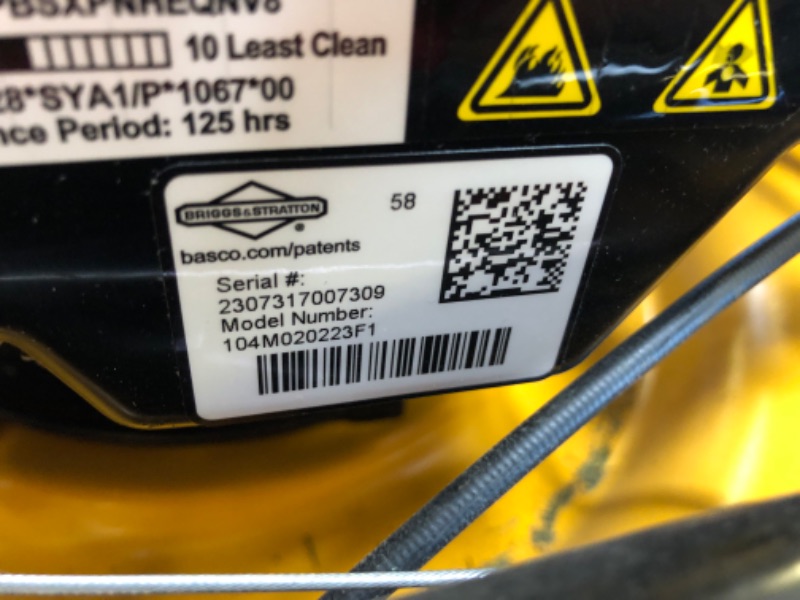 10 Least Clean
28*SYA1/P*1067*00
nce Period: 125 hrs
BRIGGS&STRATTON
®
58
basco.com/patents
Serial #:
2307317007309
Model Number:
104M020223F1